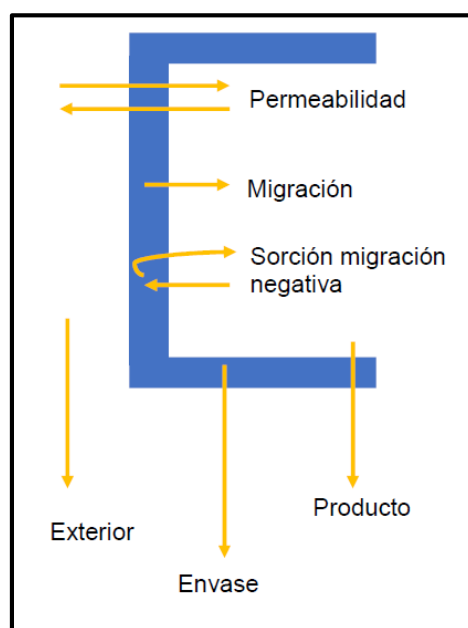 Permeabilidad
Migración
Sorción migración
negativa
Producto
Exterior
Envase